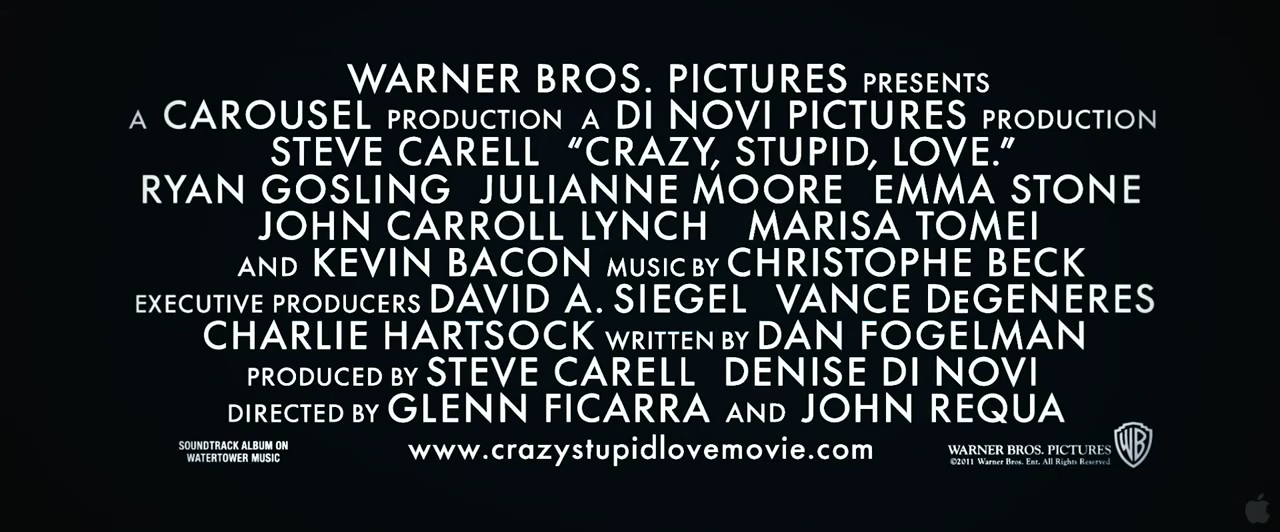 WARNER BROS. PICTURES PRESENTS
A CAROUSEL PRODUCTION A DI NOVI PICTURES PRODUCTION
STEVE CARELL "CRAZY, STUPID, LOVE."
RYAN GOSLING JULIANNE MOORE EMMA STONE
JOHN CARROLL LYNCH MARISA TOMEI
AND KEVIN BACON MUSIC BY CHRISTOPHE BECK
EXECUTIVE PRODUCERS DAVID A. SIEGEL VANCE DEGENERES
CHARLIE HARTSOCK WRITTEN BY DAN FOGELMAN
PRODUCED BY STEVE CARELL DENISE DI NOVI
DIRECTED BY GLENN FICARRA AND JOHN REQUA
SOUNDTRACK ALBUM ON
WATERTOWER MUSIC
www.crazystupidlovemovie.com
WARNER BROS. PICTURES
©2011 Warner Bros. Ent. All Rights Reserved
WB